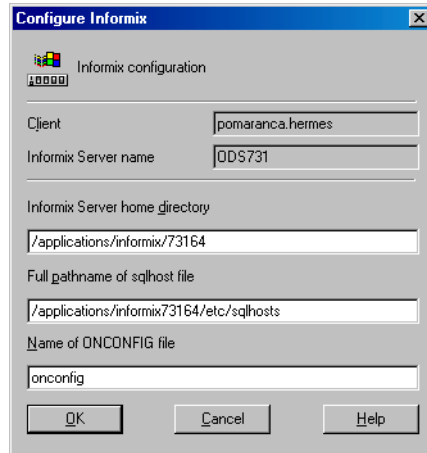 Configure Informix
Informix configuration
Client
pomaranca.hermes
Informix Server name
ODS731
Informix Server home directory
/applications/informix/73164
Full pathname of sqlhost file
/applications/informix73164/etc/sqlhosts
Name of ONCONFIG file
onconfig
OK Cancel Help